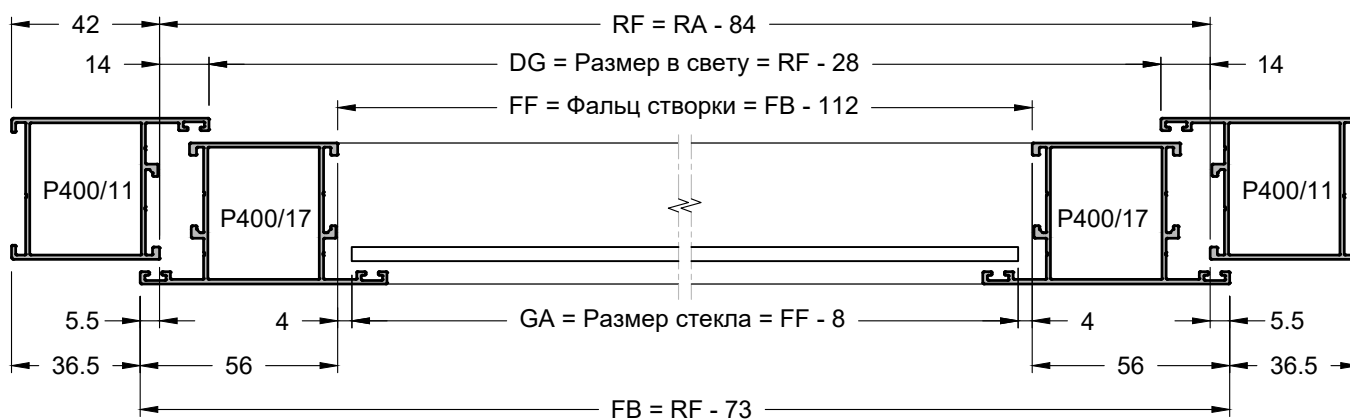 42 RF = RA - 84
14 DG = Размер в свету = RF - 28 14
FF = Фальц створки = FB - 112
P400/11 P400/17 P400/17 P400/11
5.5 4 GA = Размер стекла = FF - 8 4 5.5
36.5 56 56 36.5
FB = RF - 73